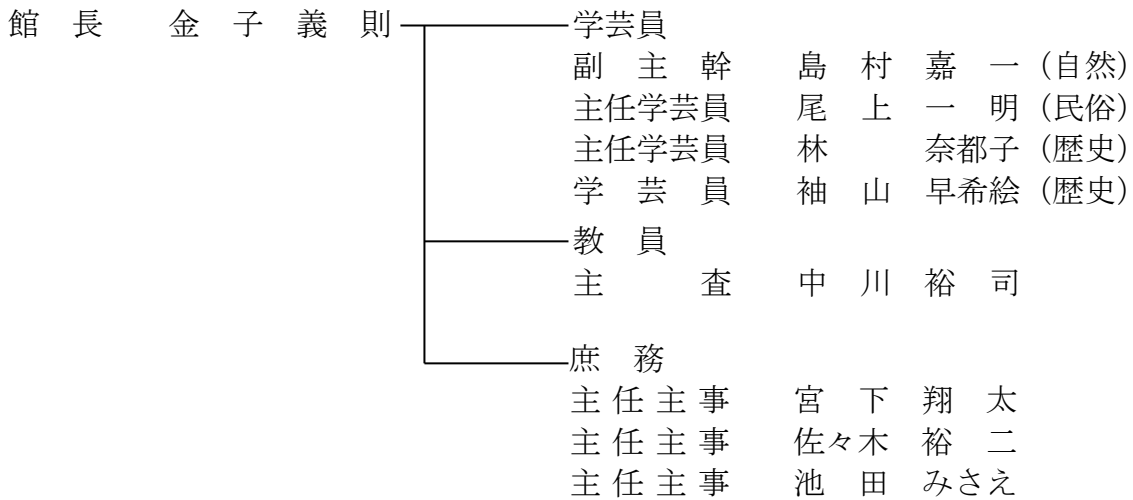 館長 金子義則 学芸員
副主幹 島村嘉一(自然)
主任学芸員 尾上一明(民俗)
主任学芸員 林 奈都子(歴史)
学芸員 袖山早希絵(歴史)
教員
主査 中川裕司
庶務
主任主事 宮下翔太
主任主事 佐々木裕二
主任主事 池田みさえ